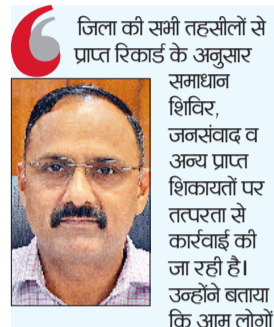 जिला की सभी तहसीलों से
प्राप्त रिकार्ड के अनुसार
समाधान
शिविर,
जनसंवाद व
अन्य प्राप्त
शिकायतों पर
तत्परता से
कार्रवाई की
जा रही है।
उन्होंने बताया
कि आम लोगों